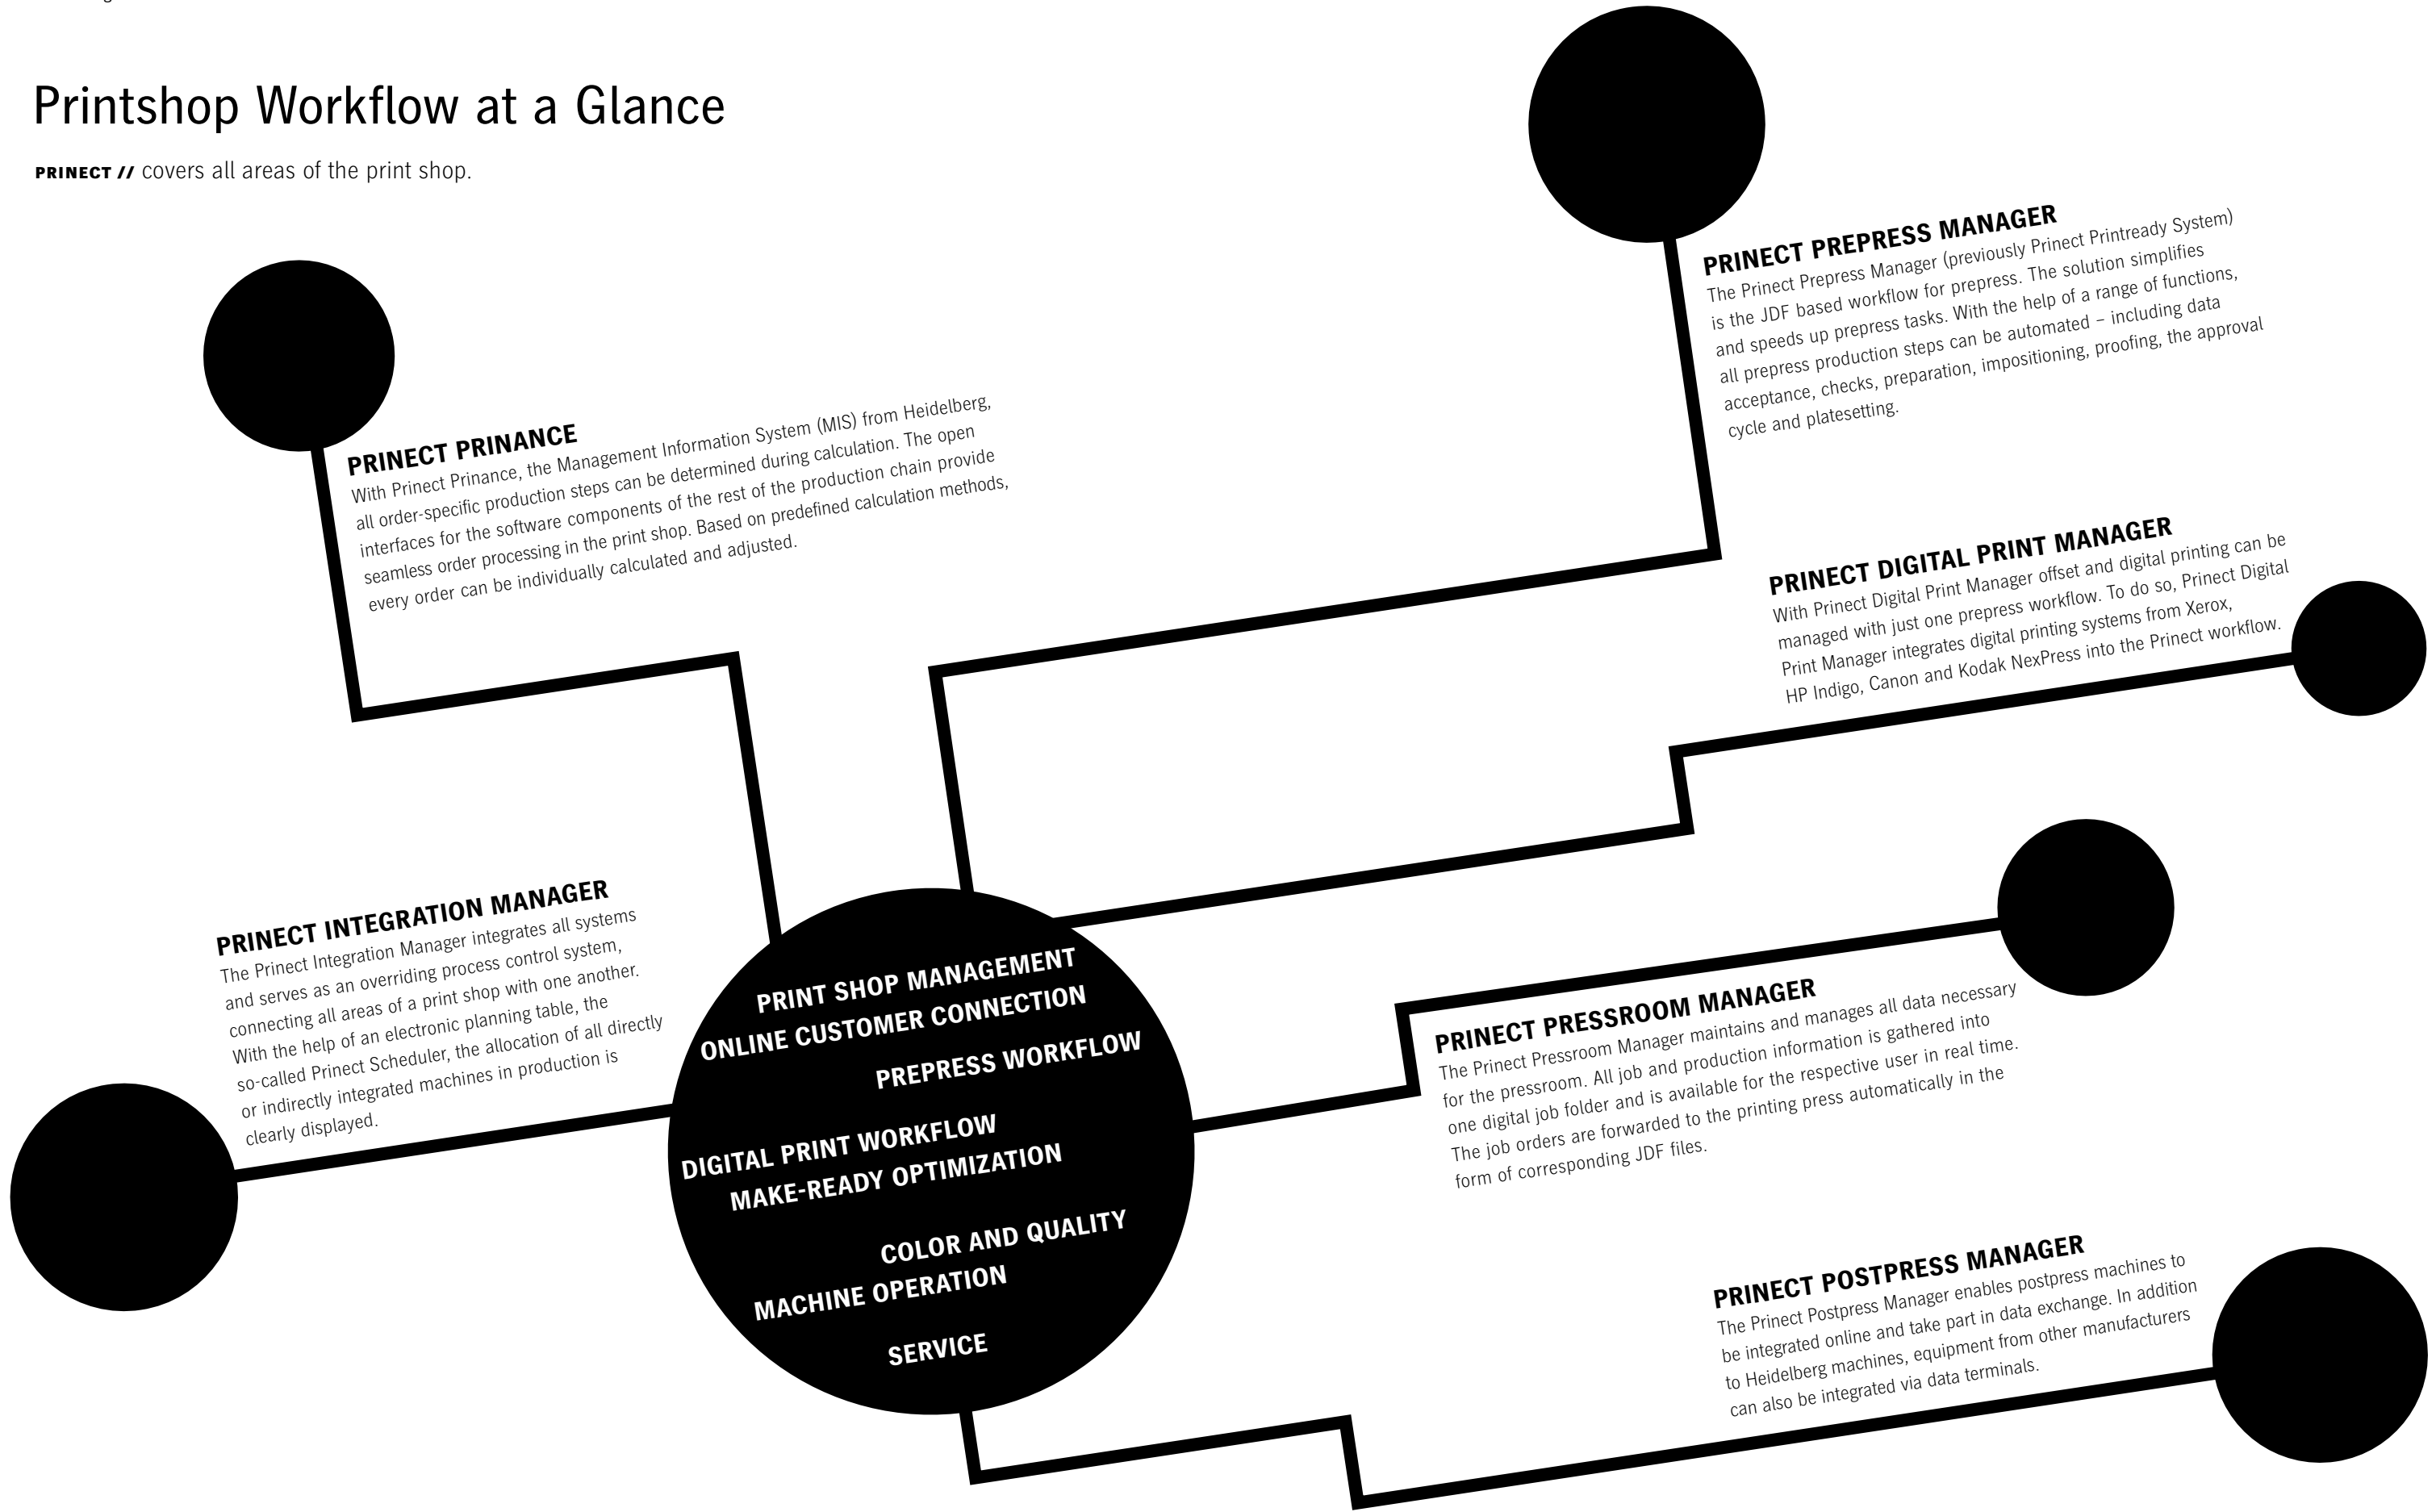 Printshop Workflow at a Glance
PRINECT // covers all areas of the print shop.
PRINECT PRINANCE
With Prinect Prinance, the Management Information System (MIS) from Heidelberg,
all order-specific production steps can be determined during calculation. The open
interfaces for the software components of the rest of the production chain provide
seamless order processing in the print shop. Based on predefined calculation methods,
every order can be individually calculated and adjusted.
PRINECT PREPRESS MANAGER
The Prinect Prepress Manager (previously Prinect Printready System)
is the JDF based workflow for prepress. The solution simplifies
and speeds up prepress tasks. With the help of a range of functions,
all prepress production steps can be automated – including data
acceptance, checks, preparation, impositioning, proofing, the approval
cycle and platesetting.
PRINECT DIGITAL PRINT MANAGER
With Prinect Digital Print Manager offset and digital printing can be
managed with just one prepress workflow. To do so, Prinect Digital
Print Manager integrates digital printing systems from Xerox,
HP Indigo, Canon and Kodak NexPress into the Prinect workflow.
PRINECT INTEGRATION MANAGER
The Prinect Integration Manager integrates all systems
and serves as an overriding process control system,
connecting all areas of a print shop with one another.
With the help of an electronic planning table, the
so-called Prinect Scheduler, the allocation of all directly
or indirectly integrated machines in production is
clearly displayed.
PRINT SHOP MANAGEMENT
ONLINE CUSTOMER CONNECTION
PREPRESS WORKFLOW
DIGITAL PRINT WORKFLOW
MAKE-READY OPTIMIZATION
COLOR AND QUALITY
MACHINE OPERATION
SERVICE
PRINECT PRESSROOM MANAGER
The Prinect Pressroom Manager maintains and manages all data necessary
for the pressroom. All job and production information is gathered into
one digital job folder and is available for the respective user in real time.
The job orders are forwarded to the printing press automatically in the
form of corresponding JDF files.
PRINECT POSTPRESS MANAGER
The Prinect Postpress Manager enables postpress machines to
be integrated online and take part in data exchange. In addition
to Heidelberg machines, equipment from other manufacturers
can also be integrated via data terminals.